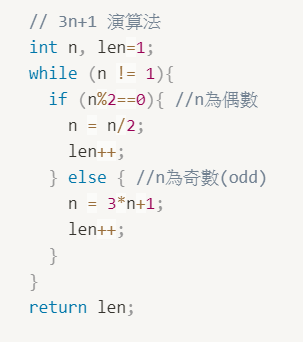 // 3n+1 演算法
int n, len=1;
while (n != 1){
  if (n%2==0){ //n為偶數
    n = n/2;
    len++;
  } else { //n為奇數(odd)
    n = 3*n+1;
    len++;
  }
}
return len;